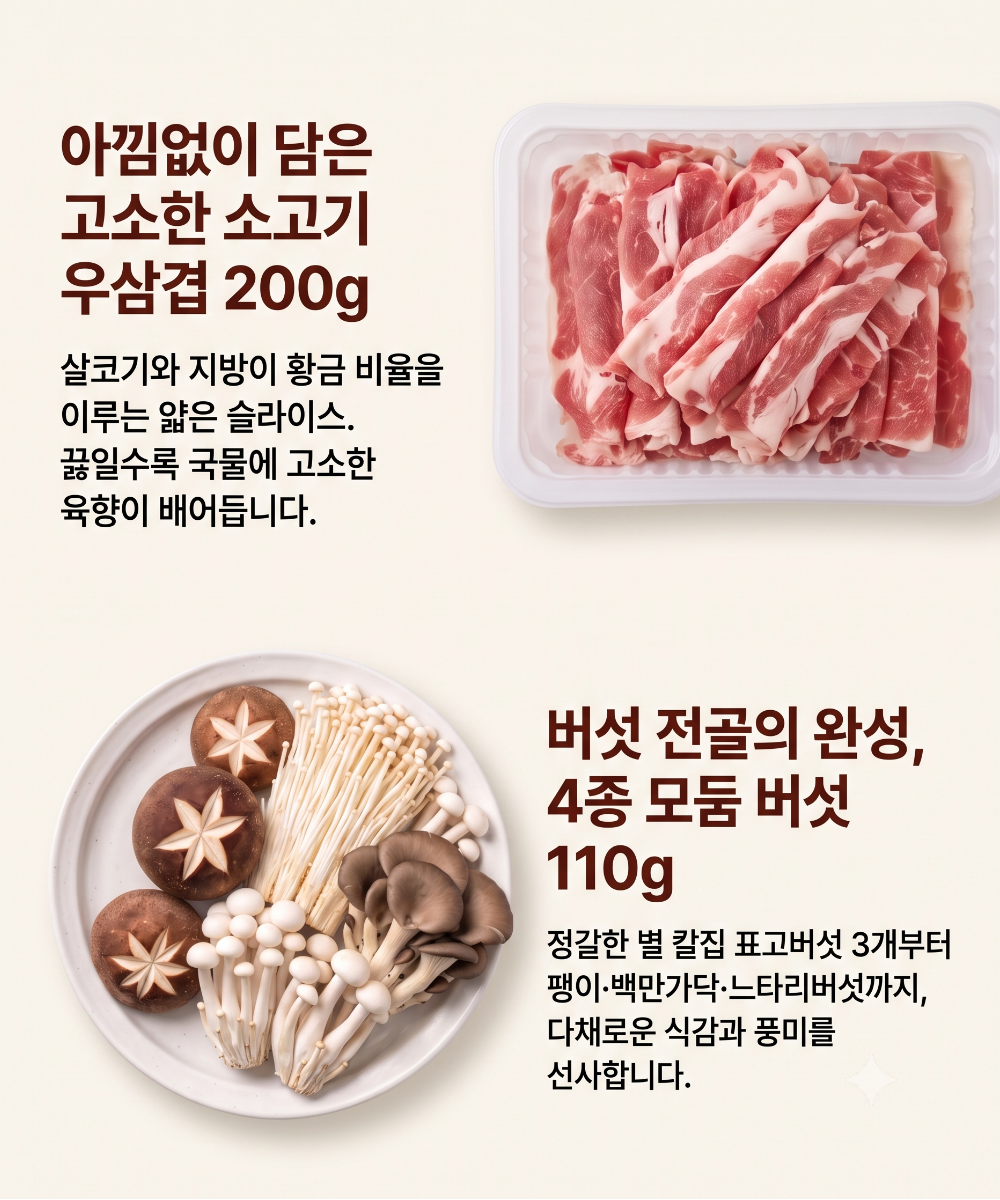 아낌없이 담은
고소한 소고기
우삼겹 200g
살코기와 지방이 황금 비율을
이루는 얇은 슬라이스.
끓일수록 국물에 고소한
육향이 배어듭니다.
버섯 전골의 완성,
4종 모둠 버섯
110g
정갈한 별 칼집 표고버섯 3개부터
팽이·백만가닥·느타리버섯까지,
다채로운 식감과 풍미를
선사합니다.